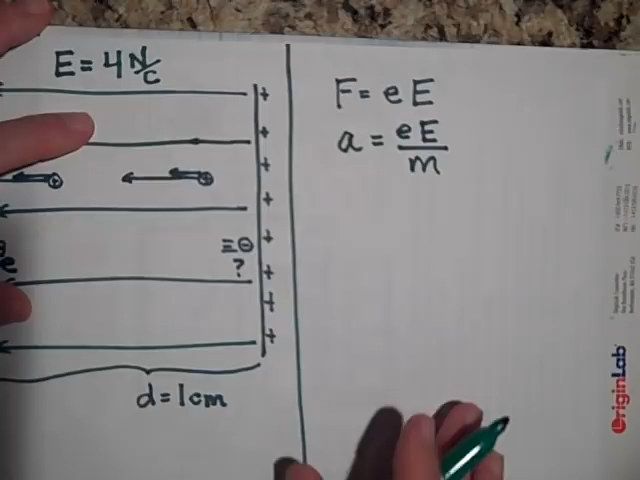 E = 4 N/C
F = eE
a = eE/m
+
+
+
+
+
+
+
+
e
?
d = 1cm
OriginLab